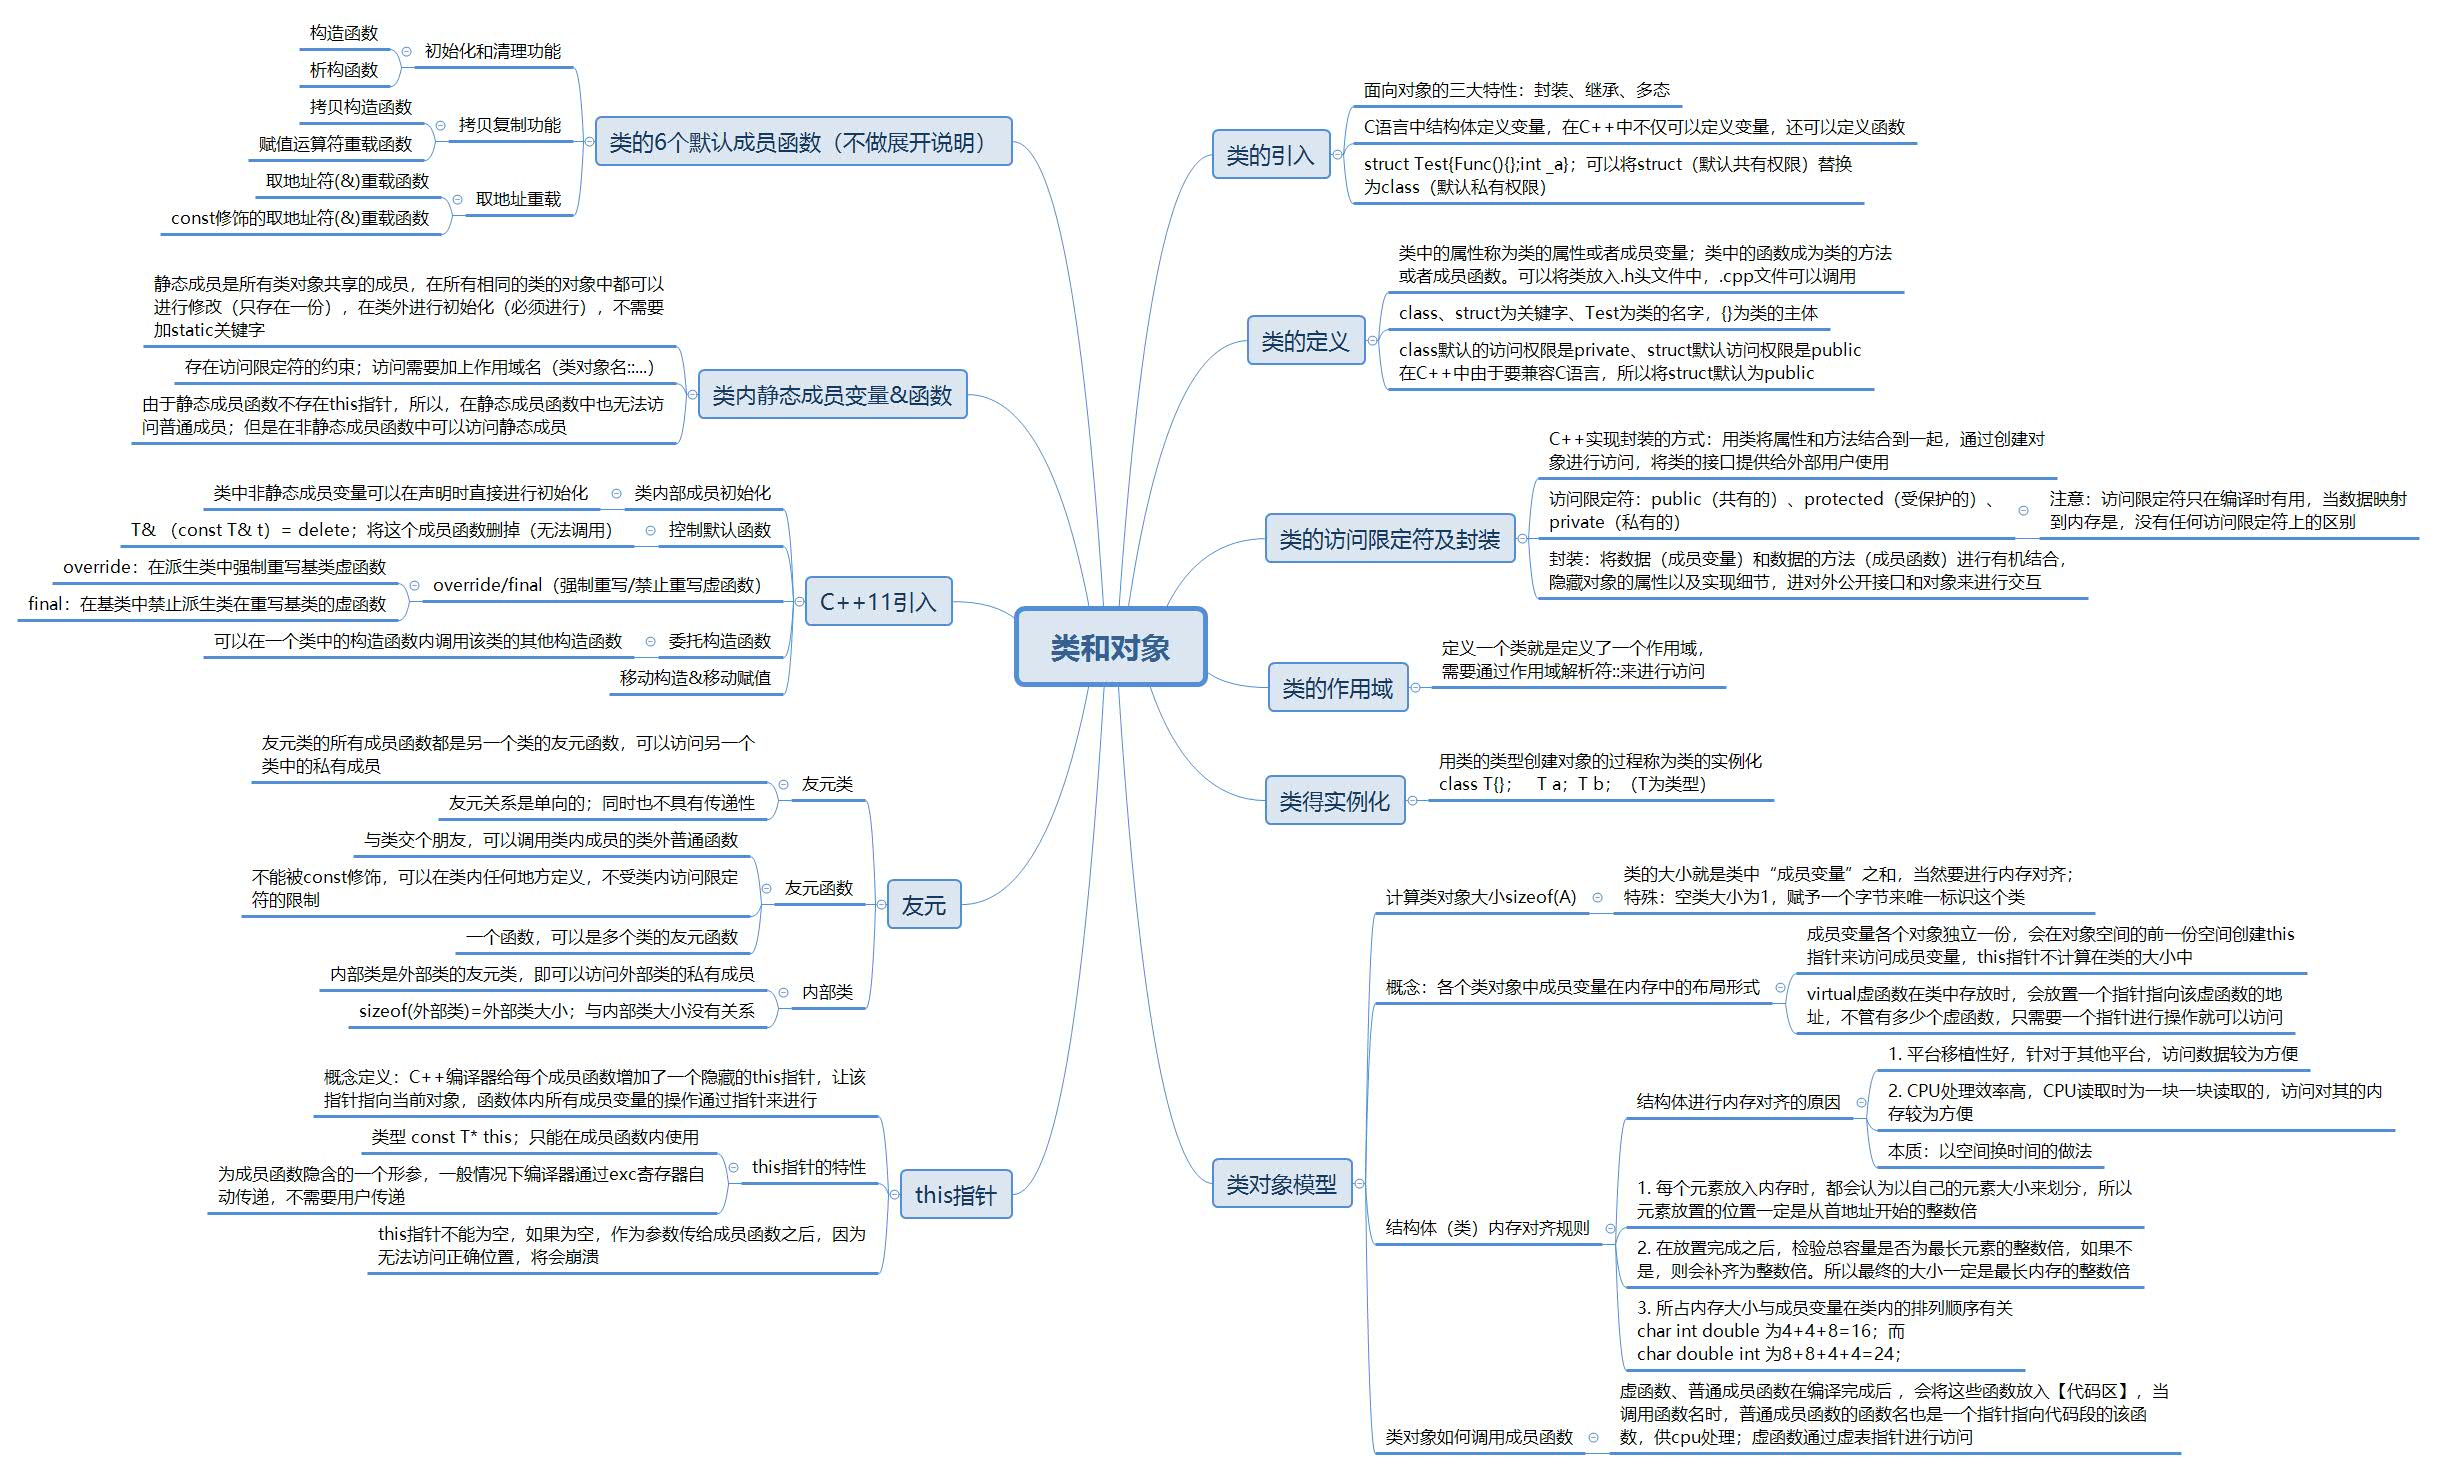 类和对象
类的6个默认成员函数（不做展开说明）
初始化和清理功能
构造函数
析构函数
拷贝复制功能
拷贝构造函数
赋值运算符重载函数
取地址重载
取地址符(&)重载函数
const修饰的取地址符(&)重载函数
类内静态成员变量&函数
静态成员是所有类对象共享的成员，在所有相同的类的对象中都可以
进行修改（只存在一份），在类外进行初始化（必须进行），不需要
加static关键字
存在访问限定符的约束；访问需要加上作用域名（类对象名::...）
由于静态成员函数不存在this指针，所以，在静态成员函数中也无法访
问普通成员；但是在非静态成员函数中可以访问静态成员
C++11引入
类内部成员初始化
类中非静态成员变量可以在声明时直接进行初始化
控制默认函数
T& （const T& t）= delete；将这个成员函数删掉（无法调用）
override/final（强制重写/禁止重写虚函数）
override：在派生类中强制重写基类虚函数
final：在基类中禁止派生类在重写基类的虚函数
委托构造函数
可以在一个类中的构造函数内调用该类的其他构造函数
移动构造&移动赋值
友元
友元类
友元类的所有成员函数都是另一个类的友元函数，可以访问另一个
类中的私有成员
友元关系是单向的；同时也不具有传递性
友元函数
与类交个朋友，可以调用类内成员的类外普通函数
不能被const修饰，可以在类内任何地方定义，不受类内访问限定
符的限制
一个函数，可以是多个类的友元函数
内部类
内部类是外部类的友元类，即可以访问外部类的私有成员
sizeof(外部类)=外部类大小；与内部类大小没有关系
this指针
概念定义：C++编译器给每个成员函数增加了一个隐藏的this指针，让该
指针指向当前对象，函数体内所有成员变量的操作通过指针来进行
this指针的特性
类型 const T* this；只能在成员函数内使用
为成员函数隐含的一个形参，一般情况下编译器通过exc寄存器自
动传递，不需要用户传递
this指针不能为空，如果为空，作为参数传给成员函数之后，因为
无法访问正确位置，将会崩溃
类的引入
面向对象的三大特性：封装、继承、多态
C语言中结构体定义变量，在C++中不仅可以定义变量，还可以定义函数
struct Test{Func(){};int _a}；可以将struct（默认共有权限）替换
为class（默认私有权限）
类的定义
类中的属性称为类的属性或者成员变量；类中的函数成为类的方法
或者成员函数。可以将类放入.h头文件中，.cpp文件可以调用
class、struct为关键字、Test为类的名字，{}为类的主体
class默认的访问权限是private、struct默认访问权限是public
在C++中由于要兼容C语言，所以将struct默认为public
类的访问限定符及封装
C++实现封装的方式：用类将属性和方法结合到一起，通过创建对
象进行访问，将类的接口提供给外部用户使用
访问限定符：public（共有的）、protected（受保护的）、
private（私有的）
注意：访问限定符只在编译时有用，当数据映射
到内存是，没有任何访问限定符上的区别
封装：将数据（成员变量）和数据的方法（成员函数）进行有机结合，
隐藏对象的属性以及实现细节，进对外公开接口和对象来进行交互
类的作用域
定义一个类就是定义了一个作用域，
需要通过作用域解析符::来进行访问
类得实例化
用类的类型创建对象的过程称为类的实例化
class T{}； T a；T b；（T为类型）
类对象模型
计算类对象大小sizeof(A)
类的大小就是类中“成员变量”之和，当然要进行内存对齐；
特殊：空类大小为1，赋予一个字节来唯一标识这个类
概念：各个类对象中成员变量在内存中的布局形式
成员变量各个对象独立一份，会在对象空间的前一份空间创建this
指针来访问成员变量，this指针不计算在类的大小中
virtual虚函数在类中存放时，会放置一个指针指向该虚函数的地
址，不管有多少个虚函数，只需要一个指针进行操作就可以访问
结构体（类）内存对齐规则
结构体进行内存对齐的原因
1. 平台移植性好，针对于其他平台，访问数据较为方便
2. CPU处理效率高，CPU读取时为一块一块读取的，访问对其的内
存较为方便
本质：以空间换时间的做法
1. 每个元素放入内存时，都会认为以自己的元素大小来划分，所以
元素放置的位置一定是从首地址开始的整数倍
2. 在放置完成之后，检验总容量是否为最长元素的整数倍，如果不
是，则会补齐为整数倍。所以最终的大小一定是最长内存的整数倍
3. 所占内存大小与成员变量在类内的排列顺序有关
char int double 为4+4+8=16；而
char double int 为8+8+4+4=24；
类对象如何调用成员函数
虚函数、普通成员函数在编译完成后 ，会将这些函数放入【代码区】，当
调用函数名时，普通成员函数的函数名也是一个指针指向代码段的该函
数，供cpu处理；虚函数通过虚表指针进行访问